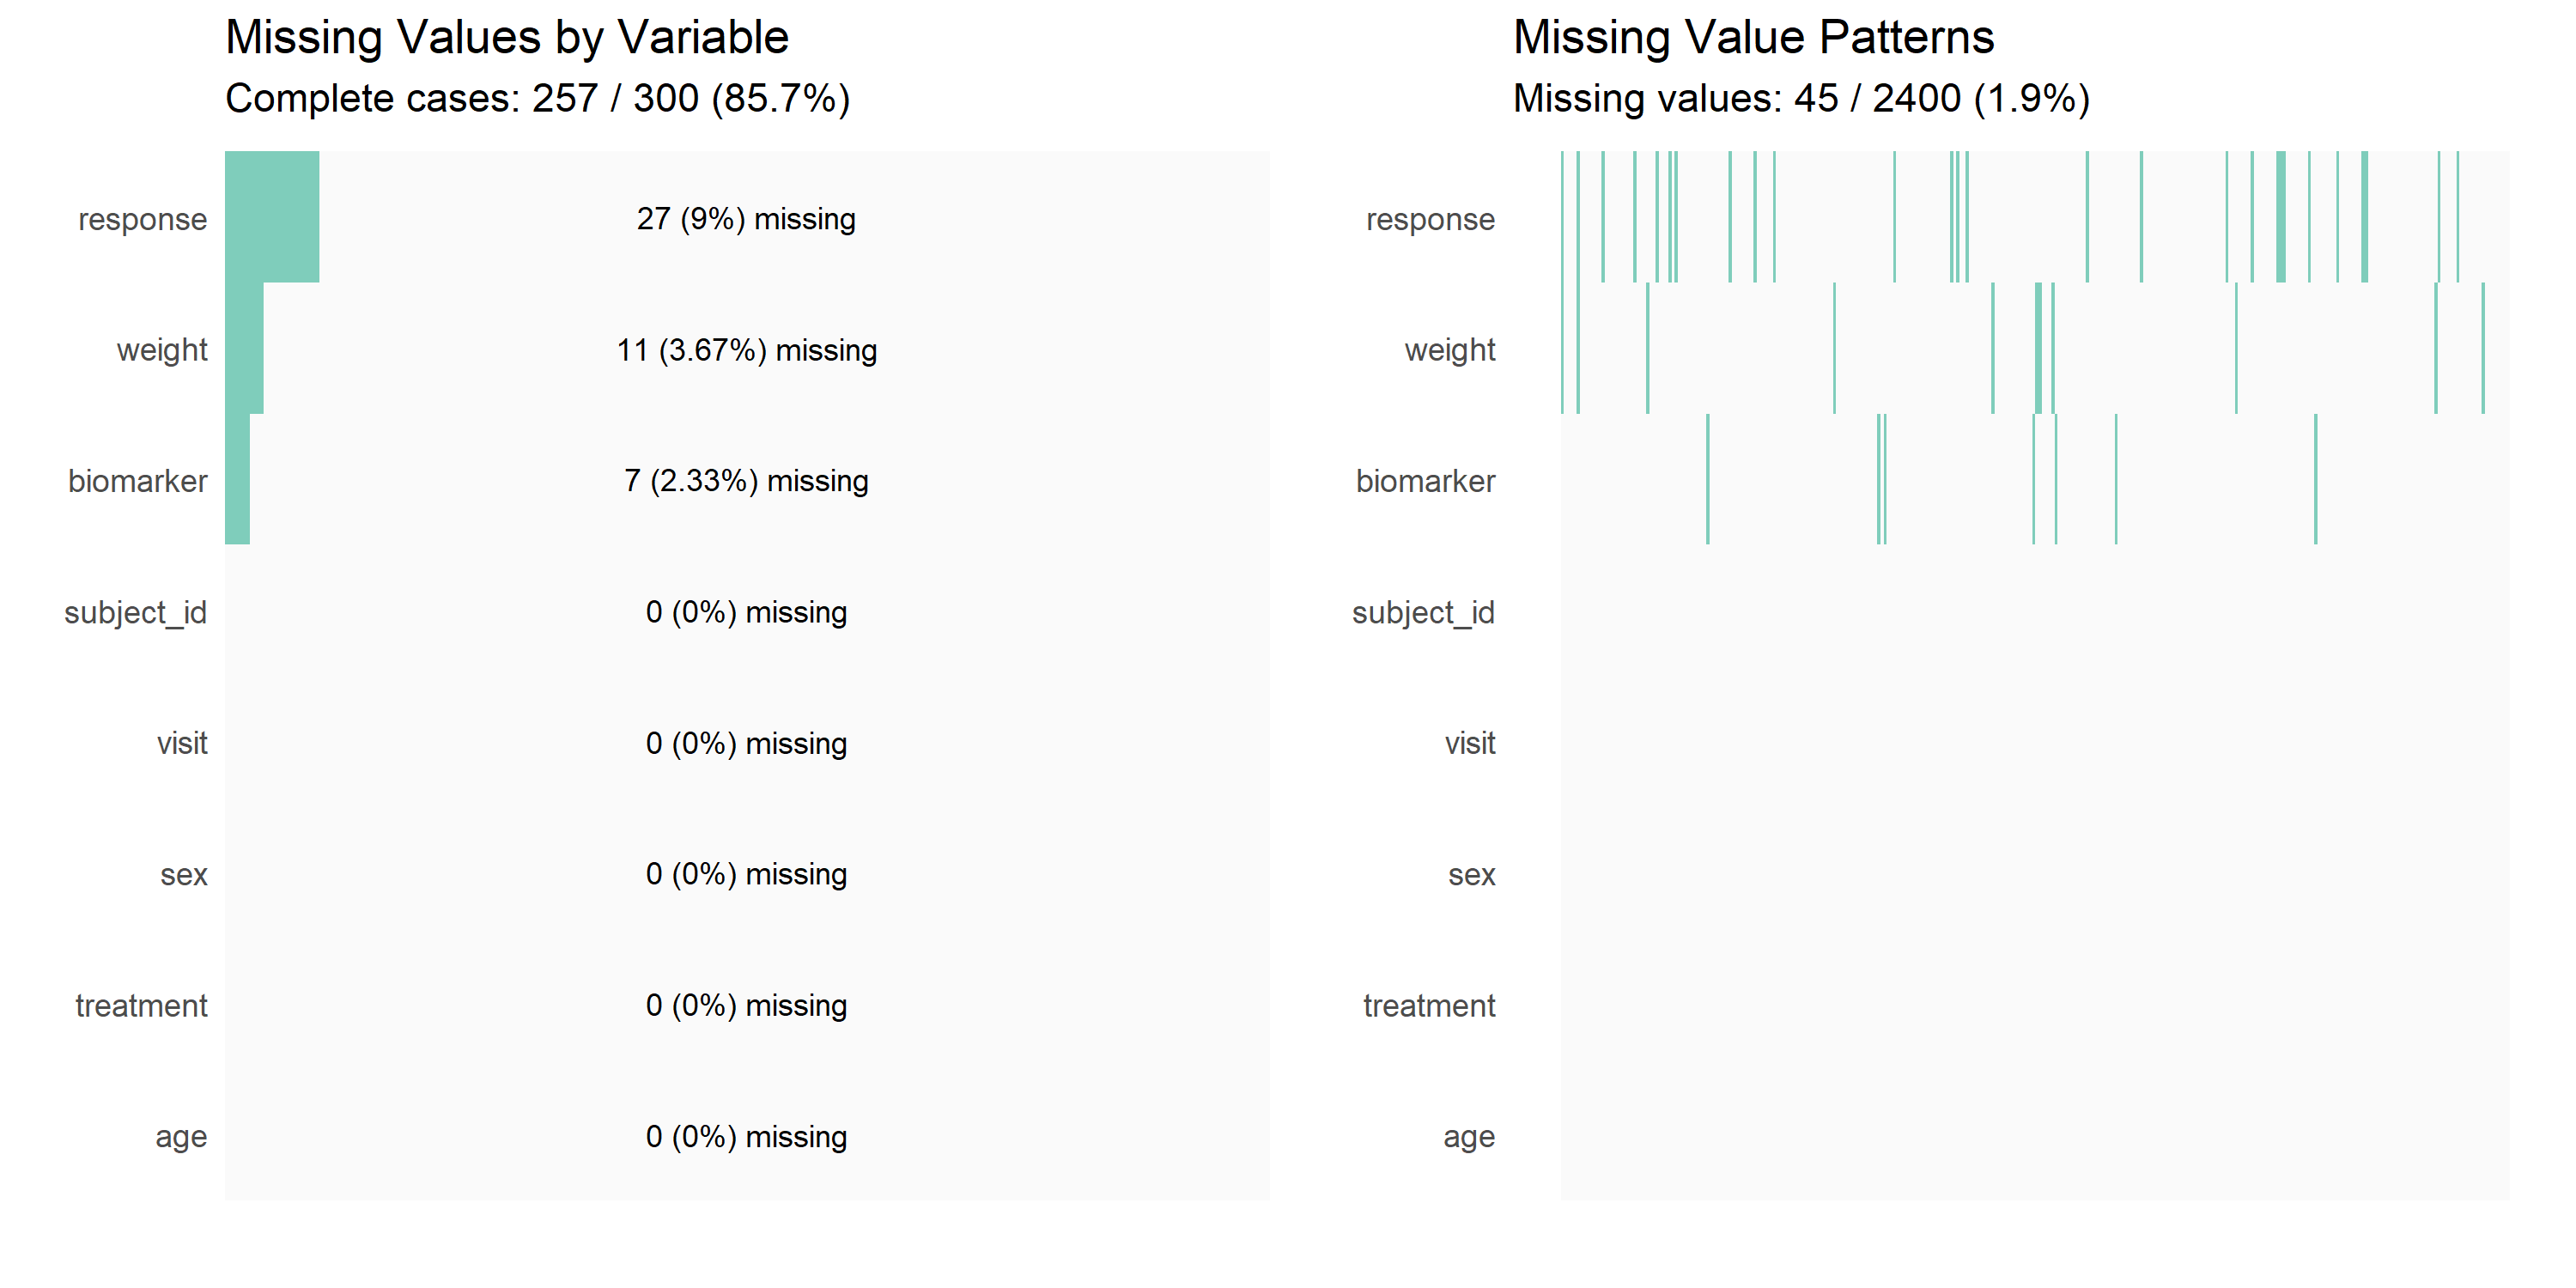 Missing Values by Variable
Complete cases: 257 / 300 (85.7%)
response
27 (9%) missing
weight
11 (3.67%) missing
biomarker
7 (2.33%) missing
subject_id
0 (0%) missing
visit
0 (0%) missing
sex
0 (0%) missing
treatment
0 (0%) missing
age
0 (0%) missing
Missing Value Patterns
Missing values: 45 / 2400 (1.9%)
response
weight
biomarker
subject_id
visit
sex
treatment
age